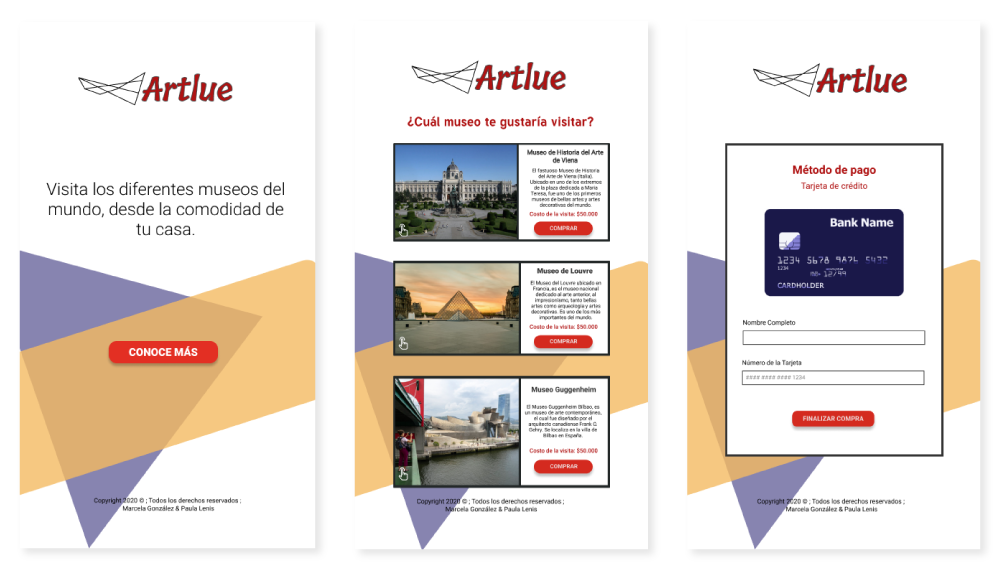 Artlue
Visita los diferentes museos del
mundo, desde la comodidad de
tu casa.
CONOCE MÁS
Copyright 2020 © ; Todos los derechos reservados ;
Marcela González & Paula Lenis
Artlue
¿Cuál museo te gustaría visitar?
Museo de Historia del Arte
de Viena
El fastuoso Museo de Historia
del Arte de Viena (Italia).
Ubicado en uno de los extremos
de la plaza dedicada a María
Teresa, fue uno de los primeros
museos de bellas artes y artes
decorativas del mundo.
Costo de la visita: $50.000
COMPRAR
Museo de Louvre
El Museo del Louvre ubicado en
Francia, es el museo nacional
dedicado al arte anterior, al
impresionismo, tanto bellas
artes como arqueología y artes
decorativas. Es uno de los más
importantes del mundo.
Costo de la visita: $50.000
COMPRAR
Museo Guggenheim
El Museo Guggenheim Bilbao, es
un museo de arte contemporáneo,
el cual fue diseñado por el
arquitecto canadiense Frank O.
Gehry. Se localiza en la villa de
Bilbao en España.
Costo de la visita: $50.000
COMPRAR
Copyright 2020 © ; Todos los derechos reservados ;
Marcela González & Paula Lenis
Artlue
Método de pago
Tarjeta de crédito
Bank Name
1234 5678 9876 5432
1234
12/99
CARDHOLDER
Nombre Completo
Número de la Tarjeta
#### #### #### 1234
FINALIZAR COMPRA
Copyright 2020 © ; Todos los derechos reservados ;
Marcela González & Paula Lenis